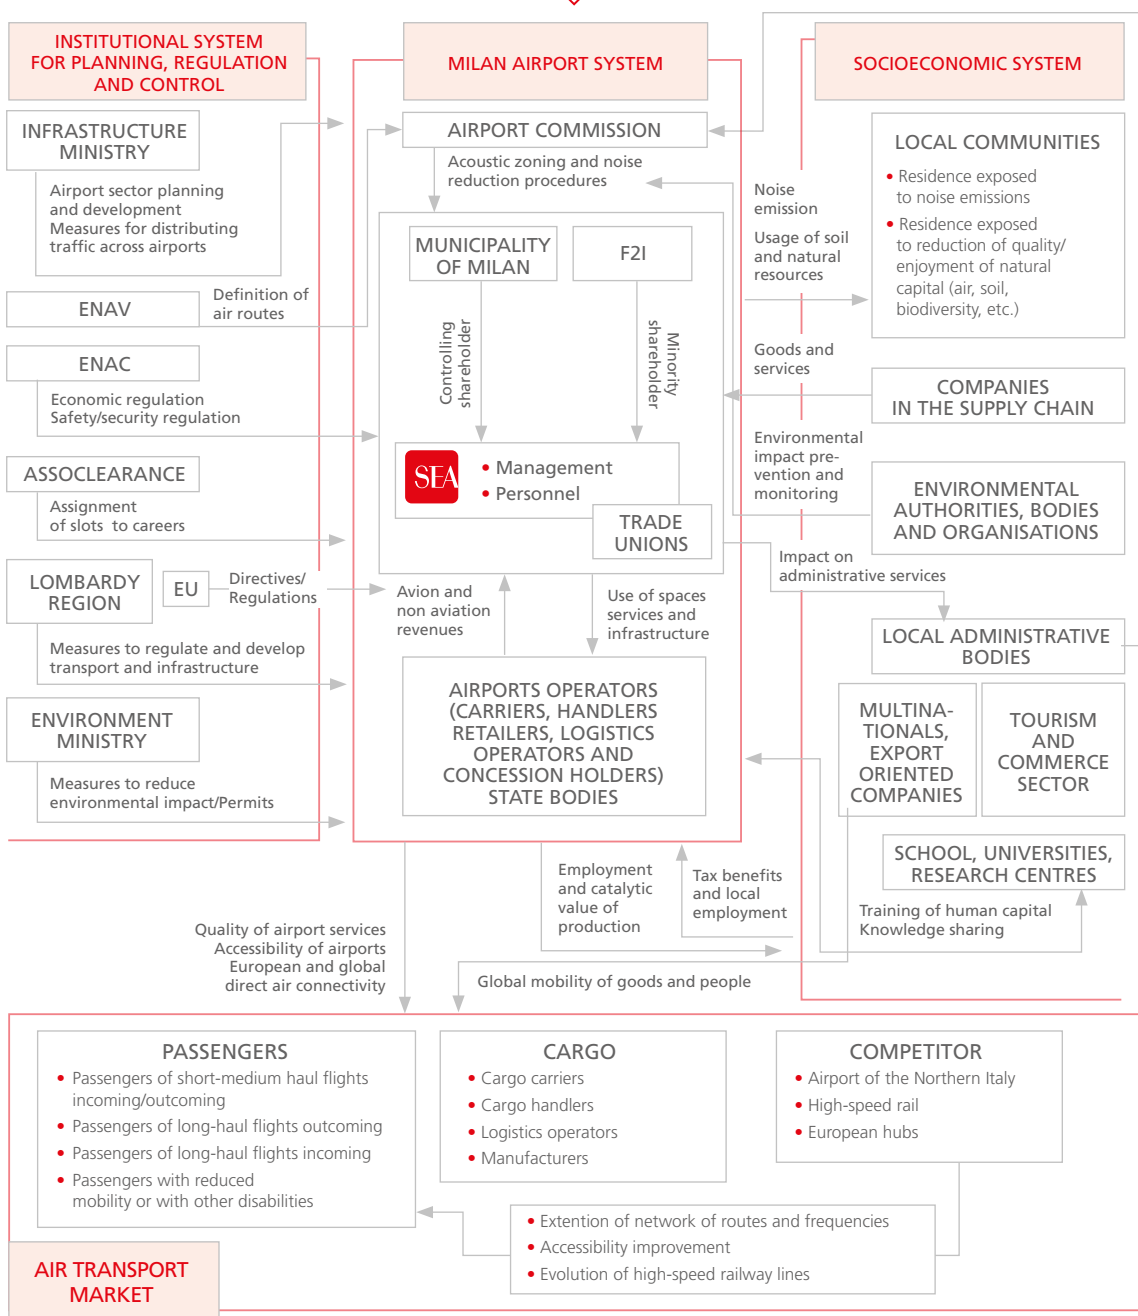 INSTITUTIONAL SYSTEM
FOR PLANNING, REGULATION
AND CONTROL
INFRASTRUCTURE
MINISTRY
Airport sector planning
and development
Measures for distributing
traffic across airports
ENAV
Definition of
air routes
ENAC
Economic regulation
Safety/security regulation
ASSOCLEARANCE
Assignment
of slots to careers
LOMBARDY
REGION
EU
Directives/
Regulations
Measures to regulate and develop
transport and infrastructure
ENVIRONMENT
MINISTRY
Measures to reduce
environmental impact/Permits
MILAN AIRPORT SYSTEM
AIRPORT COMMISSION
Acoustic zoning and noise
reduction procedures
MUNICIPALITY
OF MILAN
F2I
Controlling
shareholder
Minority
shareholder
SEA
• Management
• Personnel
TRADE
UNIONS
Avion and
non aviation
revenues
Use of spaces
services and
infrastructure
AIRPORTS OPERATORS
(CARRIERS, HANDLERS
RETAILERS, LOGISTICS
OPERATORS AND
CONCESSION HOLDERS)
STATE BODIES
SOCIOECONOMIC SYSTEM
LOCAL COMMUNITIES
• Residence exposed
to noise emissions
• Residence exposed
to reduction of quality/
enjoyment of natural
capital (air, soil,
biodiversity, etc.)
Noise
emission
Usage of soil
and natural
resources
Goods and
services
COMPANIES
IN THE SUPPLY CHAIN
Environmental
impact pre-
vention and
monitoring
ENVIRONMENTAL
AUTHORITIES, BODIES
AND ORGANISATIONS
Impact on
administrative services
LOCAL ADMINISTRATIVE
BODIES
MULTINA-
TIONALS,
EXPORT
ORIENTED
COMPANIES
TOURISM
AND
COMMERCE
SECTOR
SCHOOL, UNIVERSITIES,
RESEARCH CENTRES
Training of human capital
Knowledge sharing
Employment
and catalytic
value of
production
Tax benefits
and local
employment
Quality of airport services
Accessibility of airports
European and global
direct air connectivity
Global mobility of goods and people
PASSENGERS
• Passengers of short-medium haul flights
incoming/outcoming
• Passengers of long-haul flights outcoming
• Passengers of long-haul flights incoming
• Passengers with reduced
mobility or with other disabilities
CARGO
• Cargo carriers
• Cargo handlers
• Logistics operators
• Manufacturers
COMPETITOR
• Airport of the Northern Italy
• High-speed rail
• European hubs
• Extention of network of routes and frequencies
• Accessibility improvement
• Evolution of high-speed railway lines
AIR TRANSPORT
MARKET